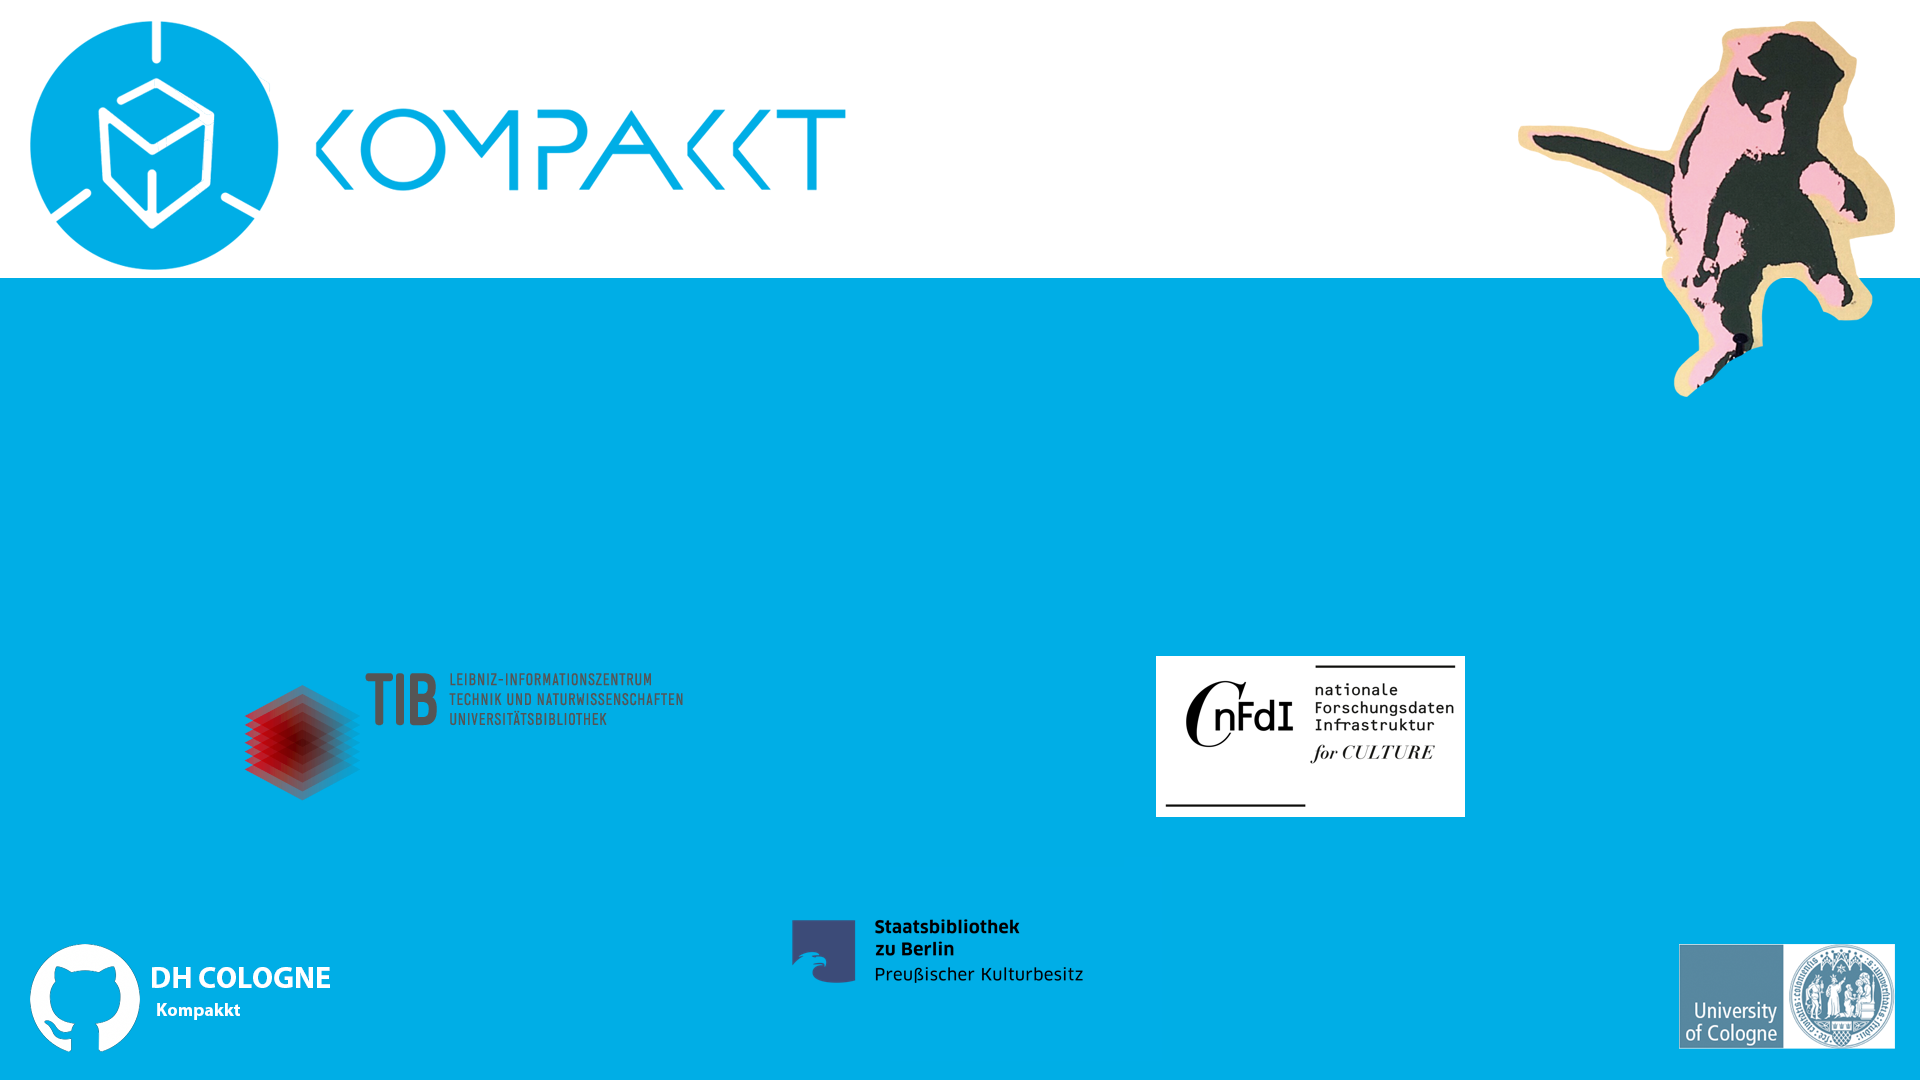 KOMPAKKT
TIB
LEIBNIZ-INFORMATIONSZENTRUM
TECHNIK UND NATURWISSENSCHAFTEN
UNIVERSITÄTSBIBLIOTHEK
CnFdI
nationale
Forschungsdaten
Infrastruktur
for CULTURE
Staatsbibliothek
zu Berlin
Preußischer Kulturbesitz
DH COLOGNE
Kompakkt
University
of Cologne